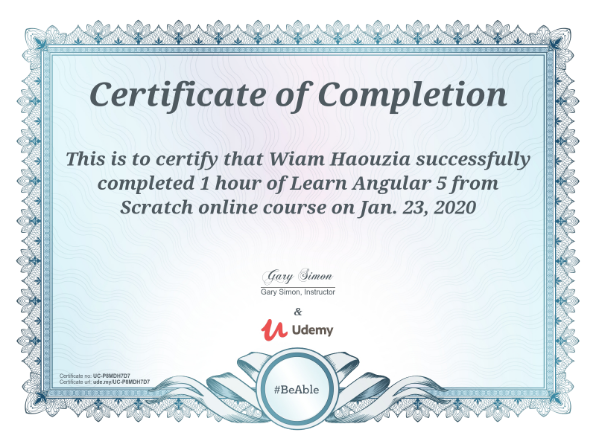 Certificate of Completion
This is to certify that Wiam Haouzia successfully
completed 1 hour of Learn Angular 5 from
Scratch online course on Jan. 23, 2020
Gary Simon
Gary Simon, Instructor
&
Udemy
Certificate no: UC-P8MDH7D7
Certificate url: ude.my/UC-P8MDH7D7
#BeAble